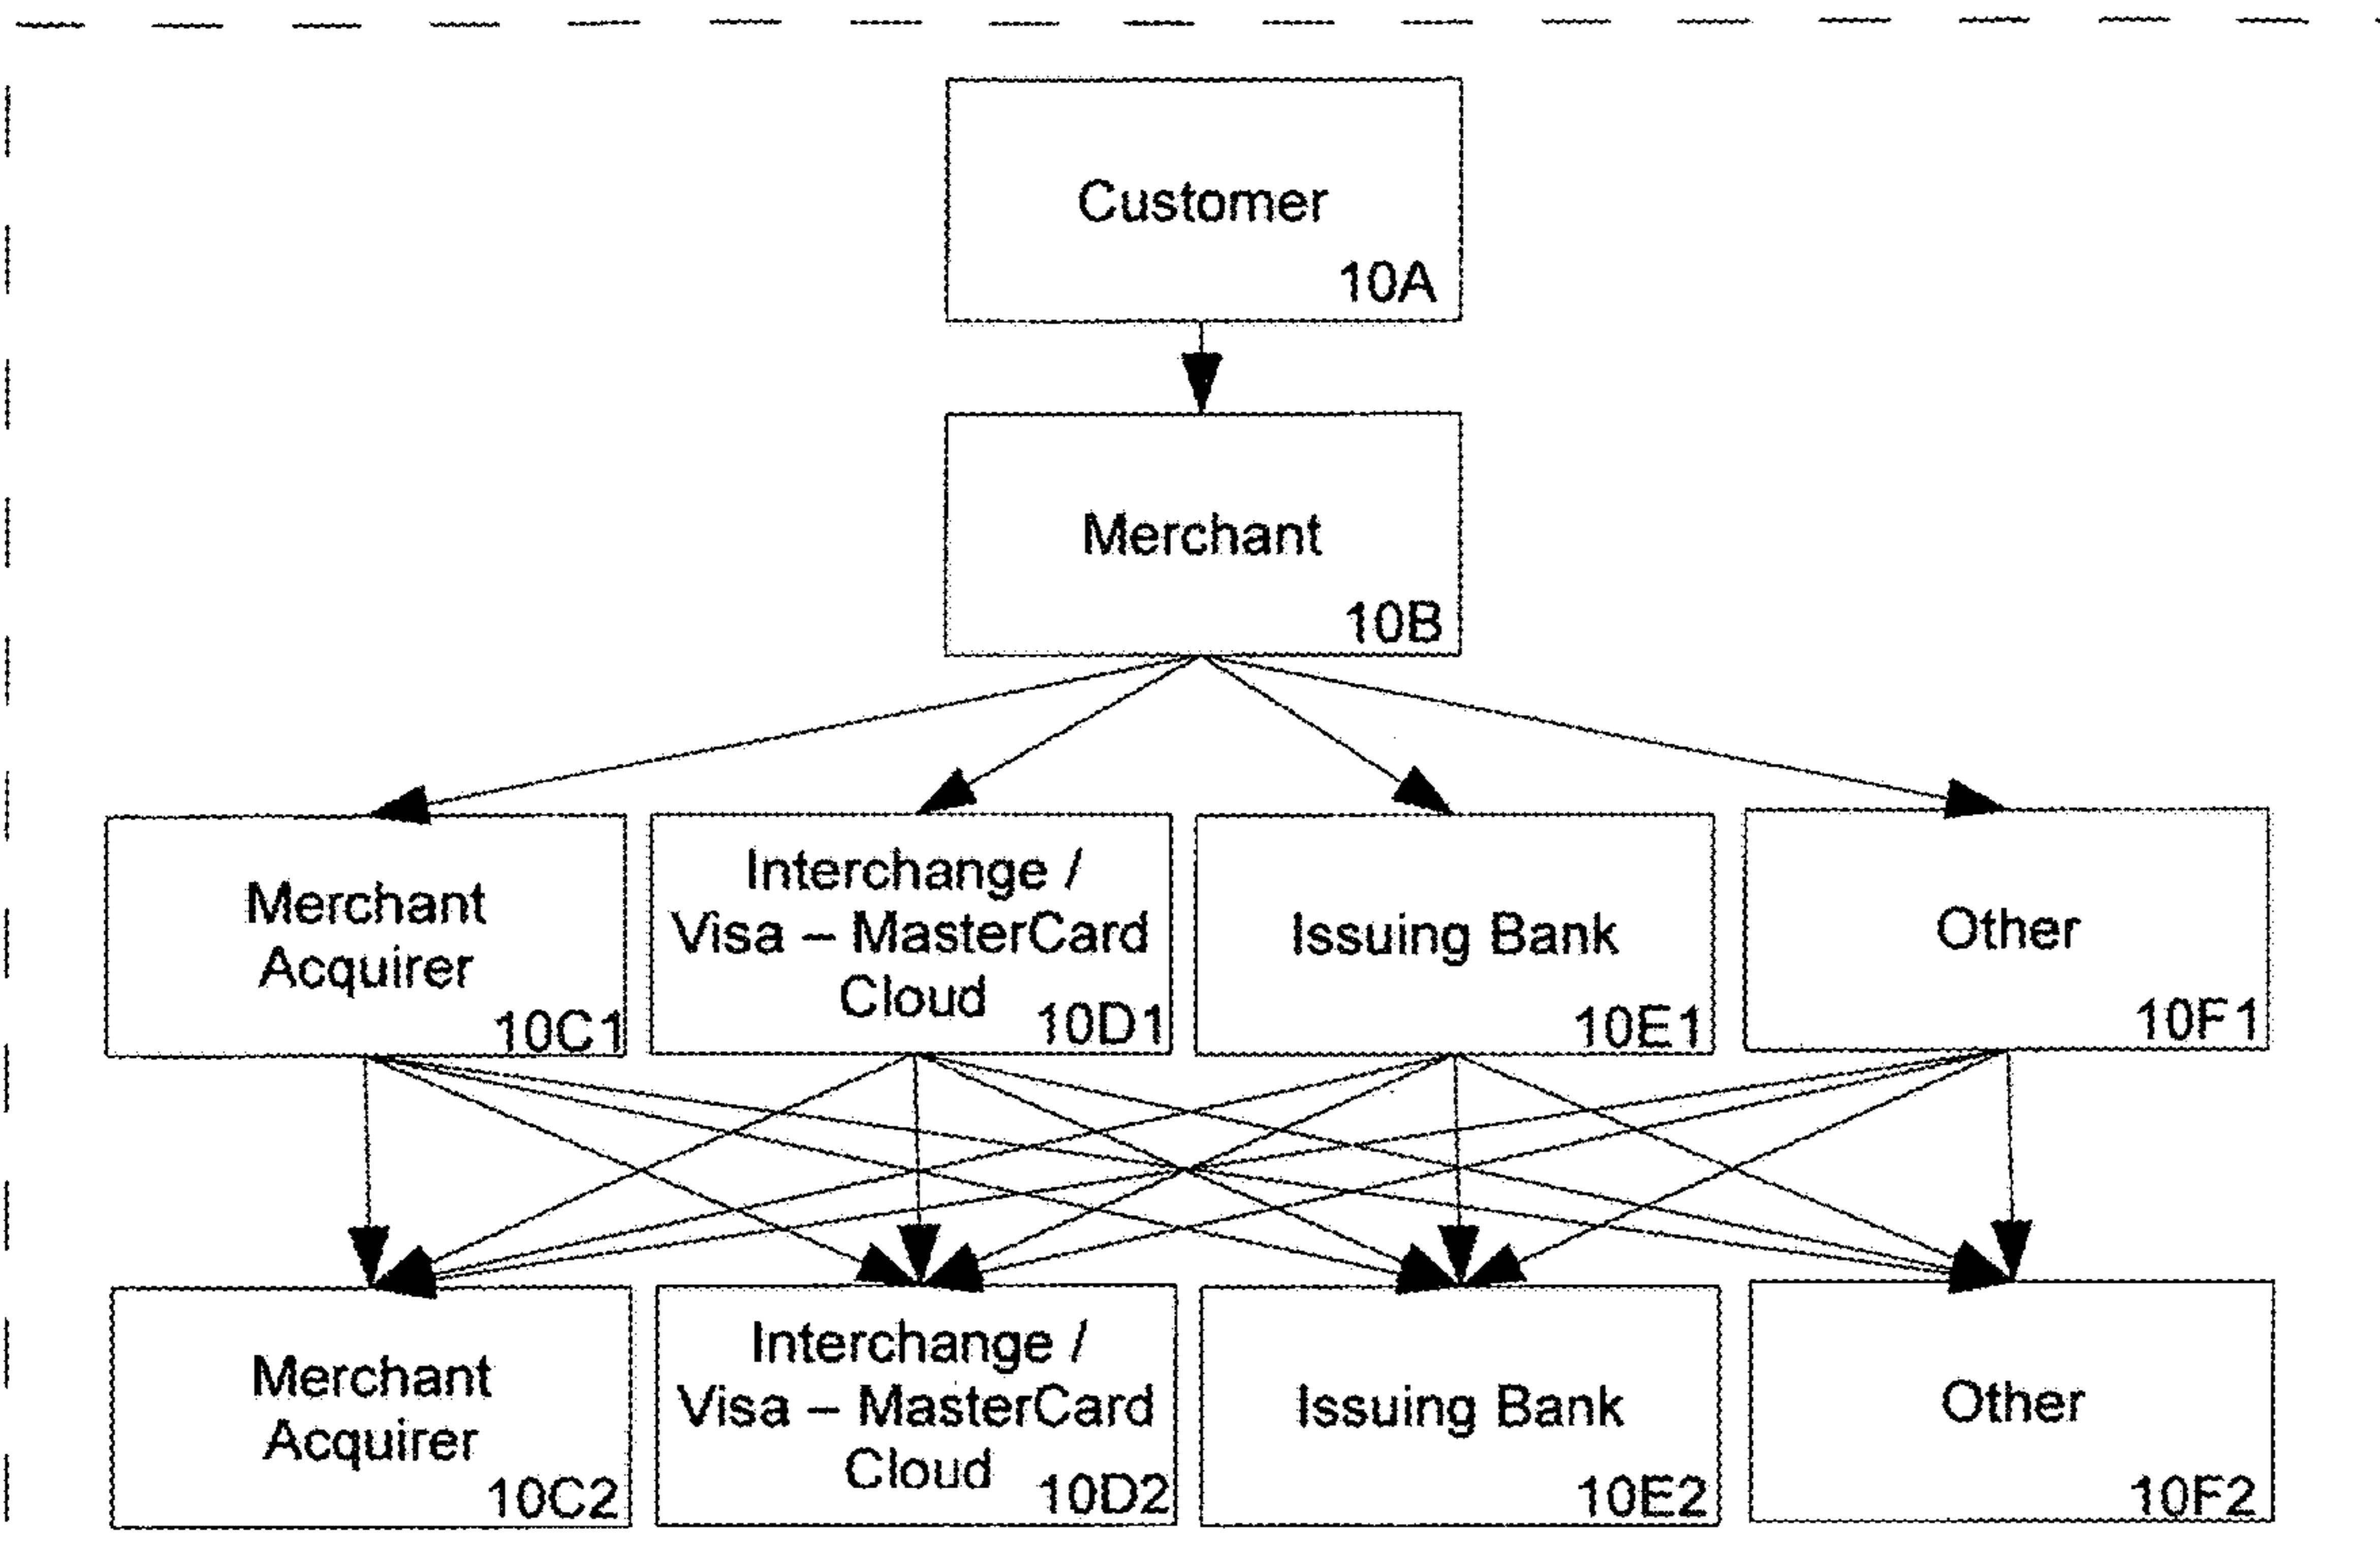 Customer
10A
Merchant
10B
Merchant
Acquirer
10C1
Interchange /
Visa – MasterCard
Cloud
10D1
Issuing Bank
10E1
Other
10F1
Merchant
Acquirer
10C2
Interchange /
Visa – MasterCard
Cloud
10D2
Issuing Bank
10E2
Other
10F2